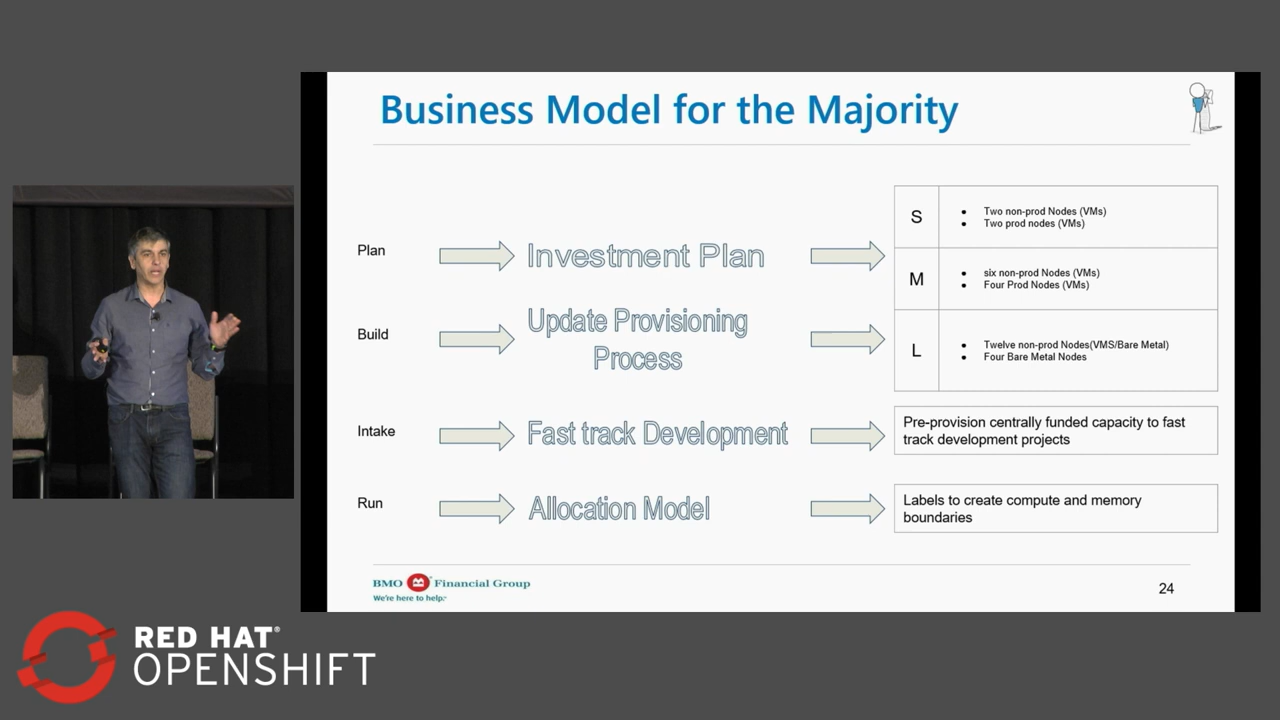 Business Model for the Majority
Plan
Investment Plan
S
Two non-prod Nodes (VMs)
Two prod nodes (VMs)
M
six non-prod Nodes (VMs)
Four Prod Nodes (VMs)
Build
Update Provisioning
Process
L
Twelve non-prod Nodes(VMS/Bare Metal)
Four Bare Metal Nodes
Intake
Fast track Development
Pre-provision centrally funded capacity to fast
track development projects
Run
Allocation Model
Labels to create compute and memory
boundaries
BMO Financial Group
We're here to help.™
24
RED HAT®
OPENSHIFT